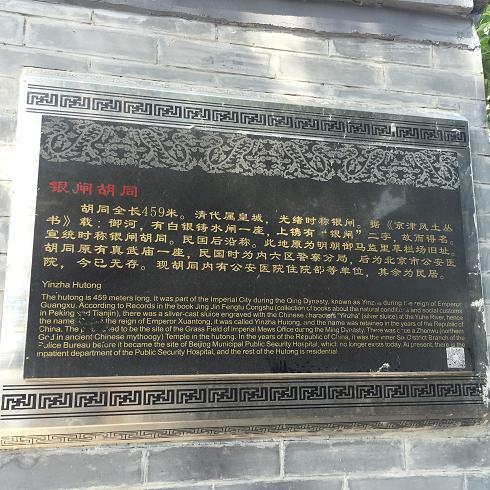 银闸胡同
胡同全长459米。清代属皇城，光绪时称银闸。据《京津风土丛
书》载：御河，有白银铸水闸一座，上镌有“银闸”二字，故而得名。
宣统时称银闸胡同。民国后沿称。此地原为明朝御马监里草栏场旧址。
胡同原有真武庙一座，民国时为内六区警察分局，后为北京市公安医
院，今已无存。现胡同内有公安医院住院部等单位，其余为民居。
Yinzha Hutong
The hutong is 459 meters long. It was part of the Imperial City during the Qing Dynasty, known as Yinzha during the reign of Emperor
Guangxu. According to Records in the book Jing Jin Fengtu Congshu (collection of books about the natural conditions and social customs
in Peking and Tianjin), there was a silver-cast sluice engraved with the Chinese characters "Yinzha" (silver sluice) at the Yuhe River, hence
the name. the reign of Emperor Xuantong, it was called Yinzha Hutong, and the name was retained in the years of the Republic of
China. The used to be the site of the Grass Field of Imperial Mews Office during the Ming Dynasty. There was once a Zhenwu (northern
God in ancient Chinese mythology) Temple in the hutong. In the years of the Republic of China, it was the Inner Six District Branch of the
Police Bureau before it became the site of Beijing Municipal Public Security Hospital, which no longer exists today. At present, there is the
inpatient department of the Public Security Hospital, and the rest of the Hutong is residential